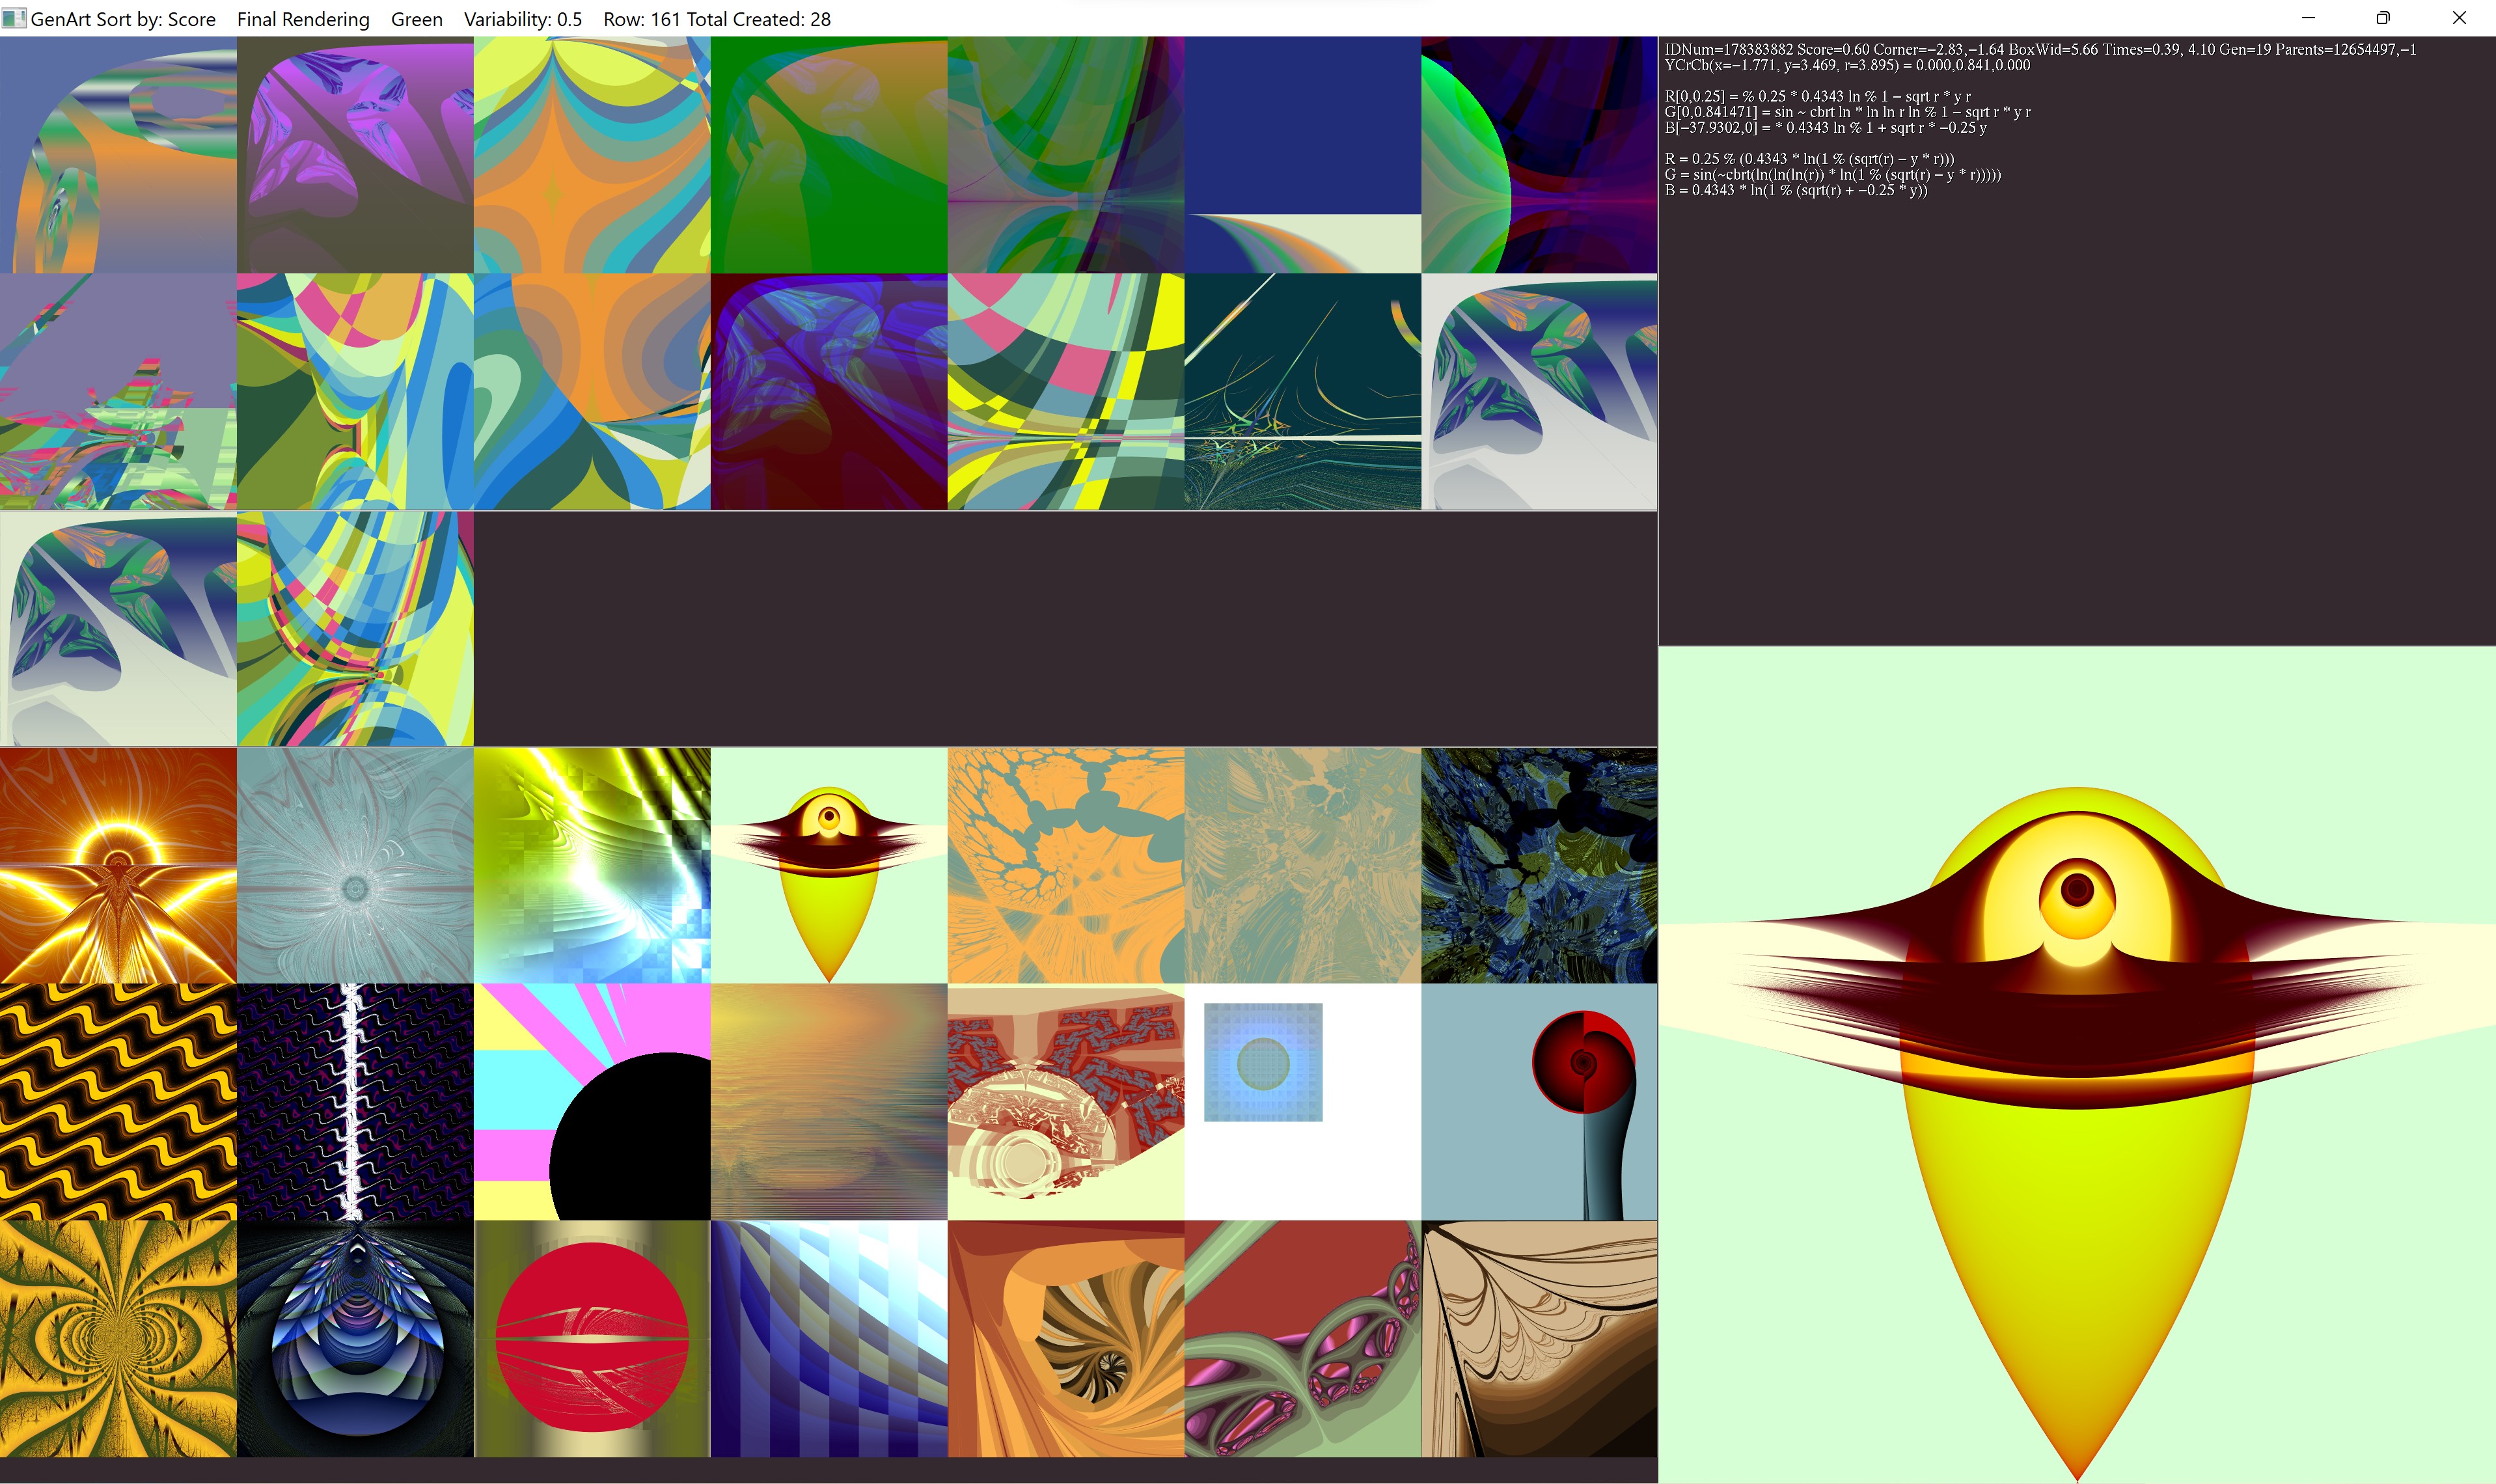 GenArt Sort by: Score    Final Rendering    Green    Variability: 0.5    Row: 161 Total Created: 28
IDNum=178383882 Score=0.60 Corner=−2.83,−1.64 BoxWid=5.66 Times=0.39, 4.10 Gen=19 Parents=12654497,−1
YCrCb(x=−1.771, y=3.469, r=3.895) = 0.000,0.841,0.000
R[0,0.25] = % 0.25 * 0.4343 ln % 1 − sqrt r * y r
G[0,0.841471] = sin ~ cbrt ln * ln ln r ln % 1 − sqrt r * y r
B[−37.9302,0] = * 0.4343 ln % 1 + sqrt r * −0.25 y
R = 0.25 % (0.4343 * ln(1 % (sqrt(r) − y * r)))
G = sin(~cbrt(ln(ln(ln(r)) * ln(1 % (sqrt(r) − y * r)))))
B = 0.4343 * ln(1 % (sqrt(r) + −0.25 * y))